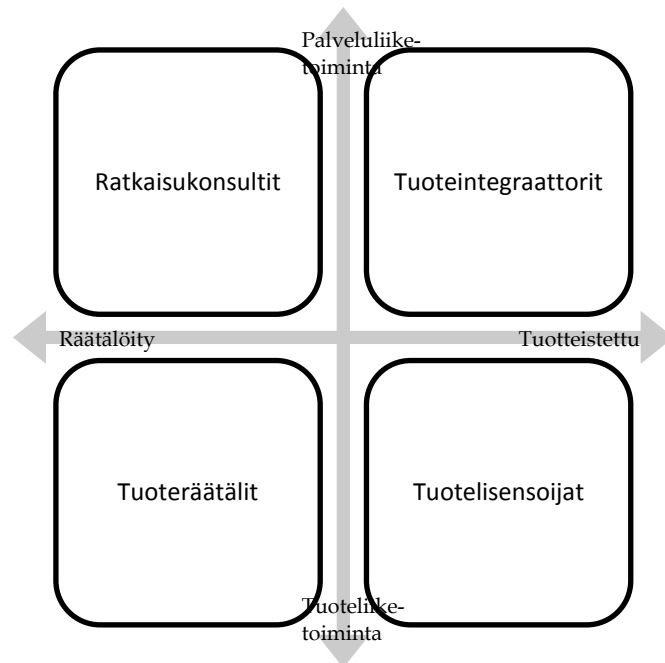 Palveluliike-
toiminta
Ratkaisukonsultit
Tuoteintegraattorit
Räätälöity
Tuotteistettu
Tuoteräätälit
Tuotelisensoijat
Tuoteliike-
toiminta